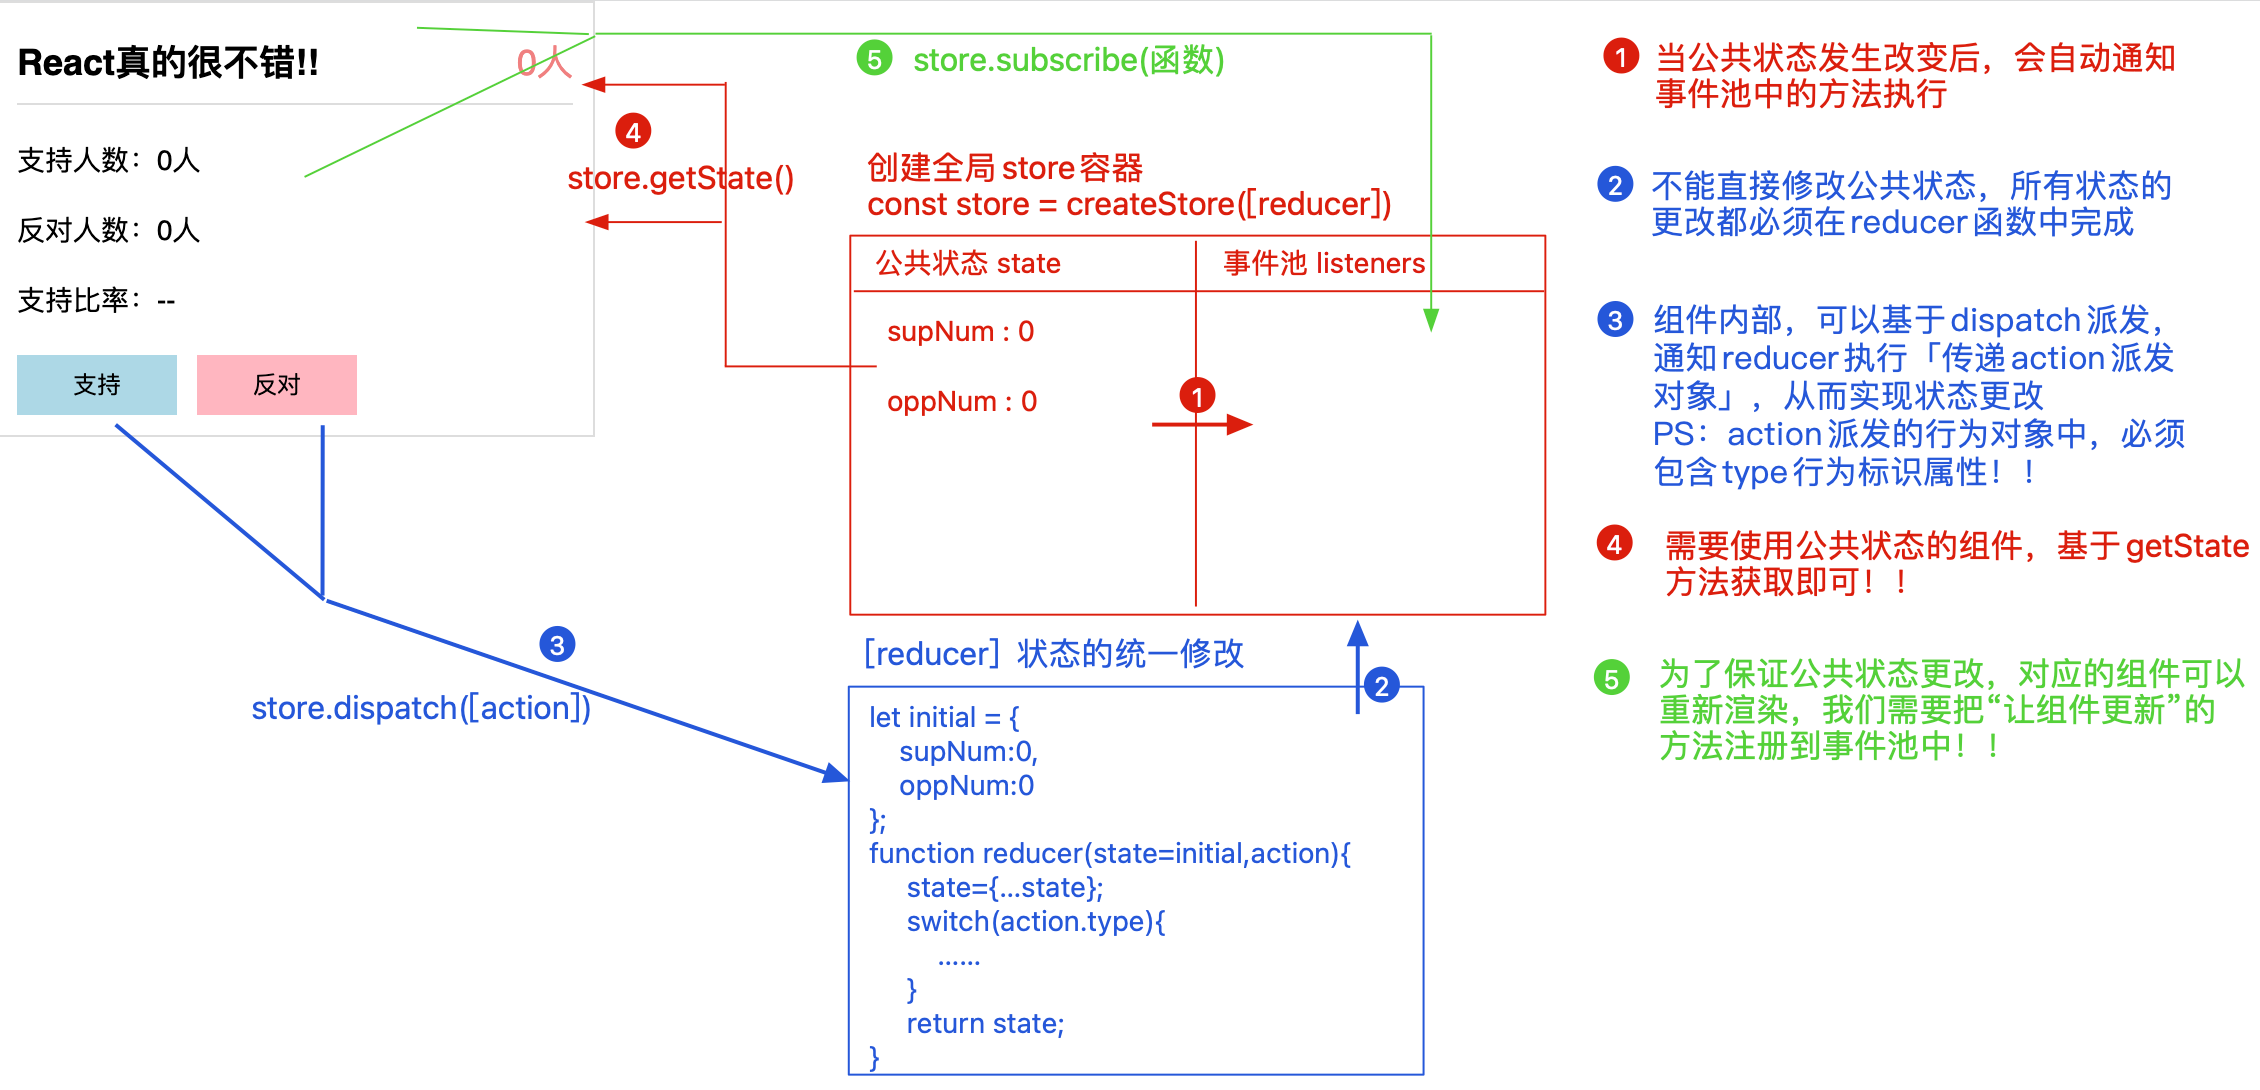 React真的很不错!!
0人
支持人数：0人
反对人数：0人
支持比率：--
支持
反对
4
store.getState()
3
store.dispatch([action])
5 store.subscribe(函数)
创建全局store容器
const store = createStore([reducer])
公共状态 state
事件池 listeners
supNum : 0
oppNum : 0
1
[reducer] 状态的统一修改
2
let initial = {
supNum:0,
oppNum:0
};
function reducer(state=initial,action){
state={...state};
switch(action.type){
......
}
return state;
}
1 当公共状态发生改变后，会自动通知
事件池中的方法执行
2 不能直接修改公共状态，所有状态的
更改都必须在reducer函数中完成
3 组件内部，可以基于dispatch派发，
通知reducer执行「传递action派发
对象」，从而实现状态更改
PS：action派发的行为对象中，必须
包含type行为标识属性！！
4 需要使用公共状态的组件，基于getState
方法获取即可！！
5 为了保证公共状态更改，对应的组件可以
重新渲染，我们需要把“让组件更新”的
方法注册到事件池中！！